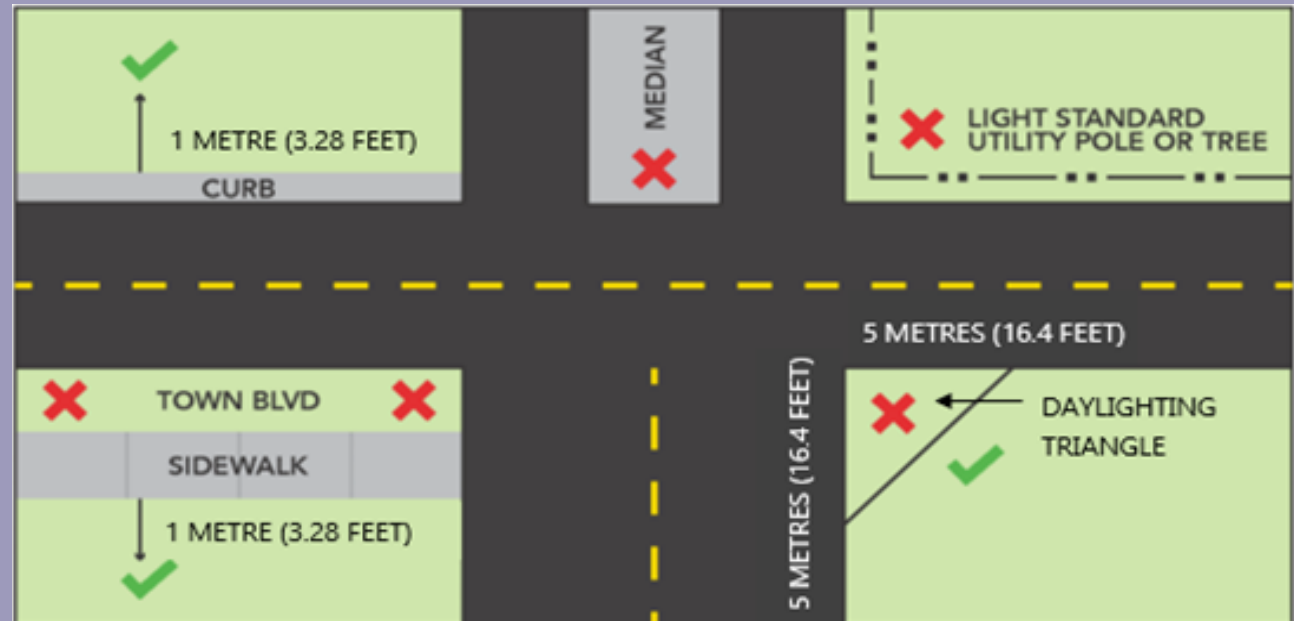 MEDIAN
1 METRE (3.28 FEET)
CURB
LIGHT STANDARD
UTILITY POLE OR TREE
5 METRES (16.4 FEET)
TOWN BLVD
SIDEWALK
1 METRE (3.28 FEET)
5 METRES (16.4 FEET)
DAYLIGHTING
TRIANGLE